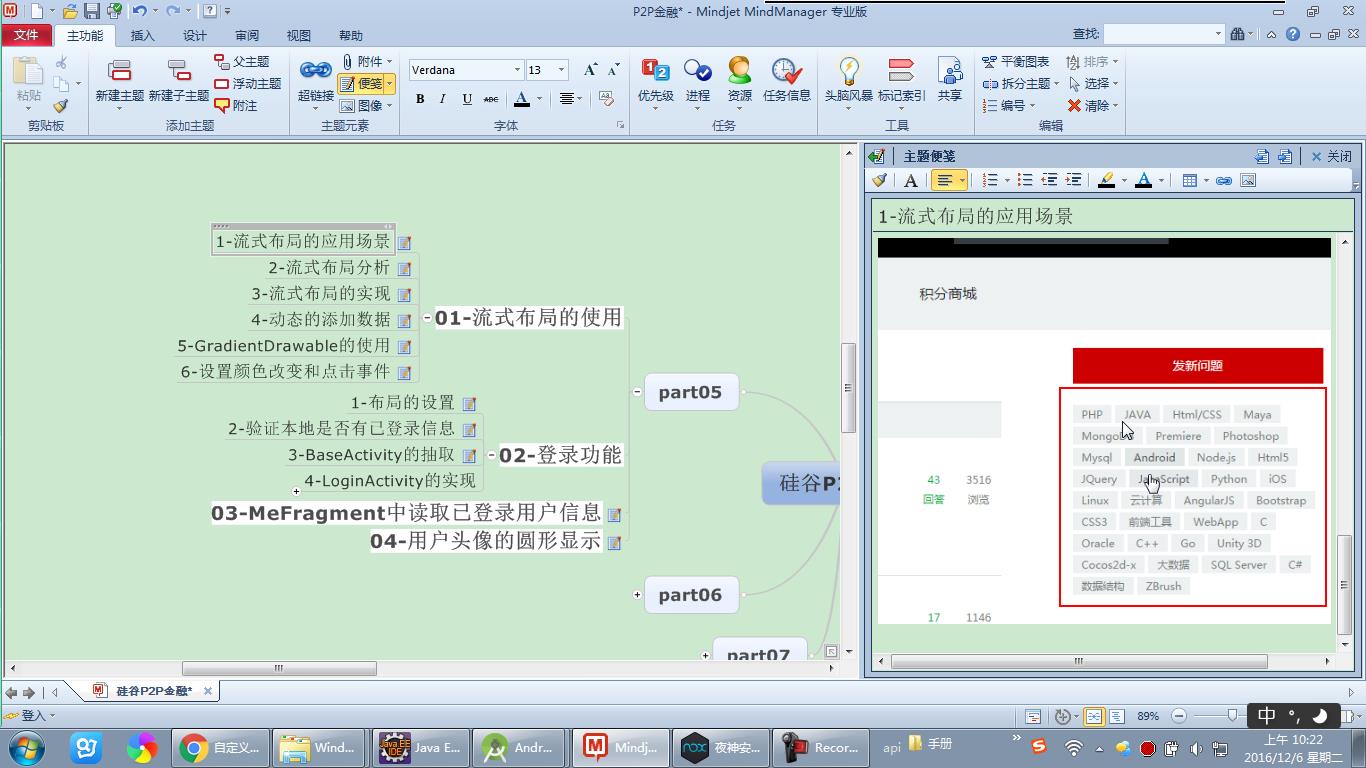 P2P金融* - Mindjet MindManager 专业版
文件 主功能 插入 设计 审阅 视图 帮助 查找:
粘贴
剪贴板
新建主题 新建子主题 父主题 浮动主题 附注
添加主题
超链接 附件 便笺 图像
主题元素
Verdana 13
B I U ABC A
字体
优先级 进程 资源 任务信息
任务
头脑风暴 标记索引 共享
工具
平衡图表 拆分主题 编号 排序 选择 清除
编辑
1-流式布局的应用场景
2-流式布局分析
3-流式布局的实现
4-动态的添加数据
5-GradientDrawable的使用
6-设置颜色改变和点击事件
01-流式布局的使用
1-布局的设置
2-验证本地是否有已登录信息
3-BaseActivity的抽取
4-LoginActivity的实现
02-登录功能
03-MeFragment中读取已登录用户信息
04-用户头像的圆形显示
part05
硅谷P2
part06
part07
主题便笺 关闭
1-流式布局的应用场景
积分商城
发新问题
PHP JAVA Html/CSS Maya
Premiere Photoshop
Mysql Android Node.js Html5
JQuery JavaScript Python iOS
Linux 云计算 AngularJS Bootstrap
CSS3 前端工具 WebApp C
Oracle C++ Go Unity 3D
Cocos2d-x 大数据 SQL Server C#
数据结构 ZBrush
43 3516
回答 浏览
17 1146
硅谷P2P金融*
登入 89% 中
自定义... Wind... Java E... Andr... Mindj... 夜神安... Recor... api 手册
上午 10:22
2016/12/6 星期二